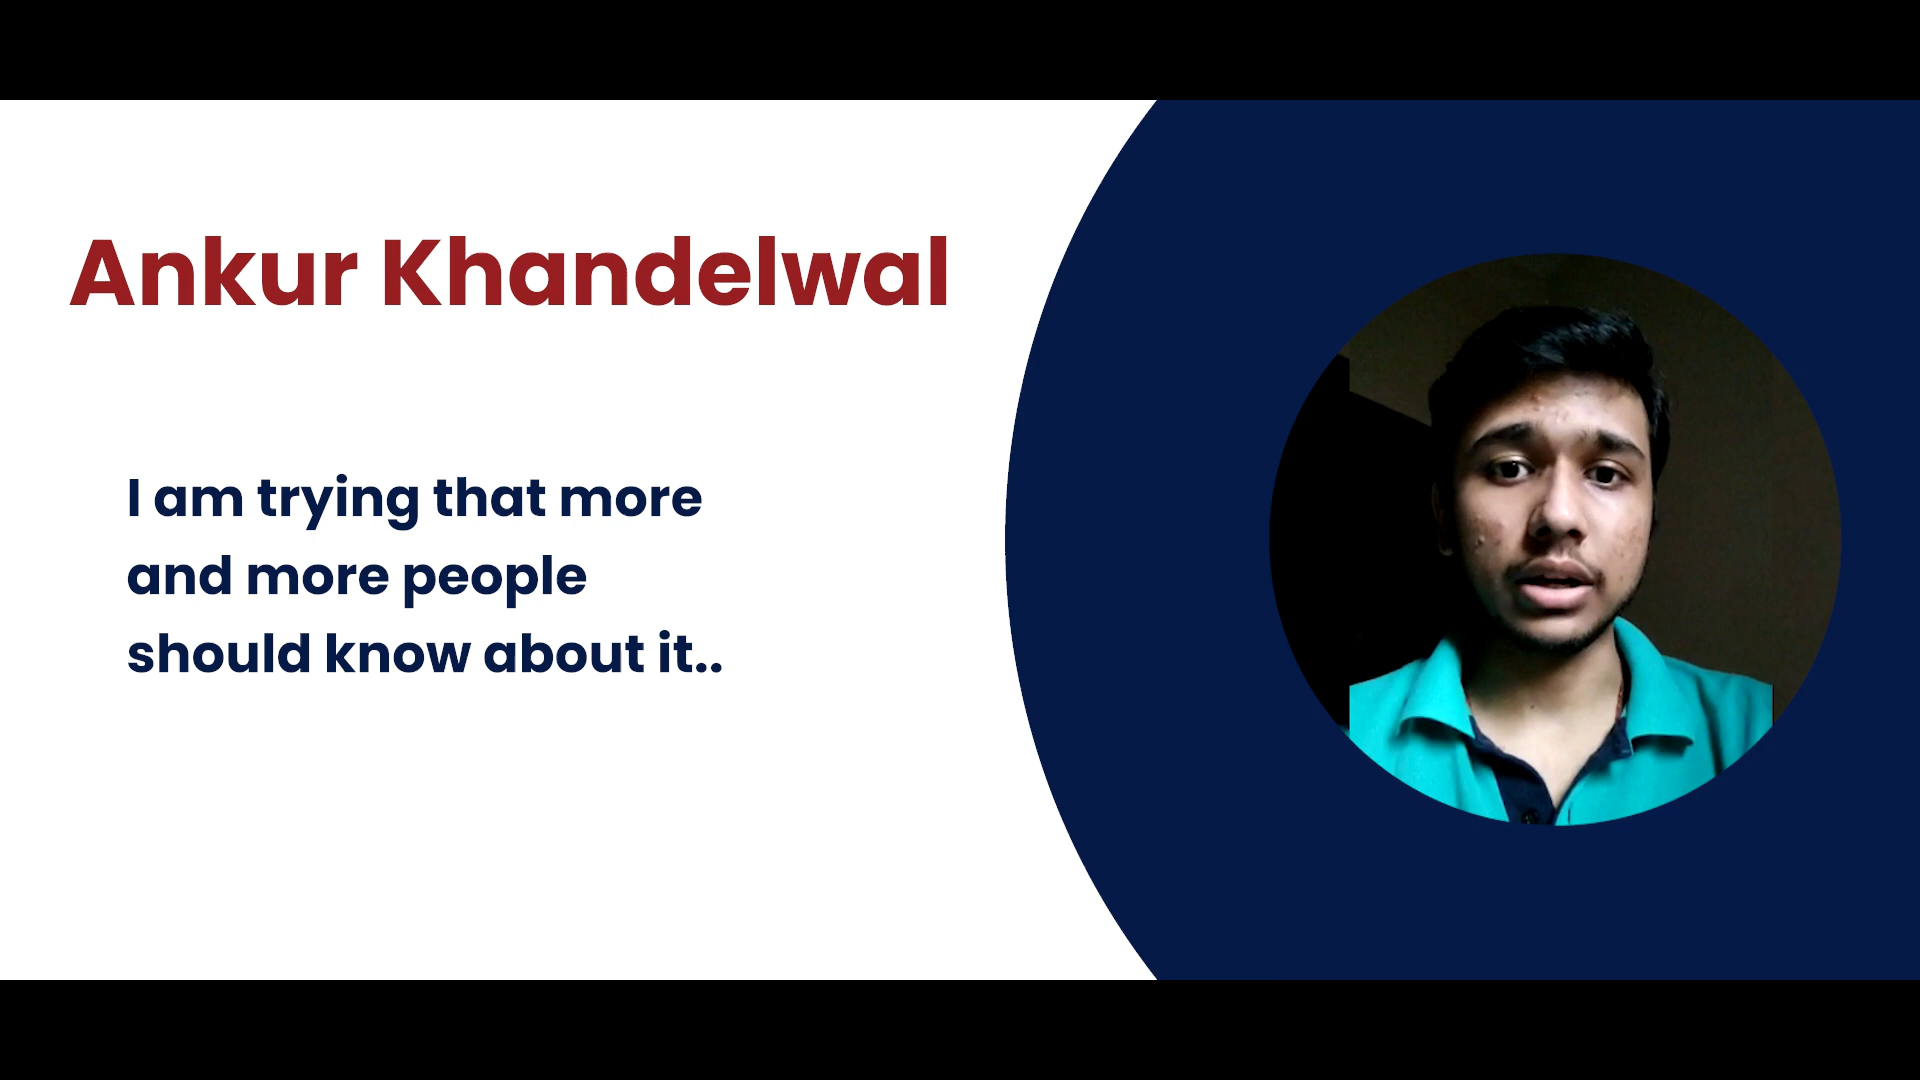 Ankur Khandelwal
I am trying that more
and more people
should know about it..